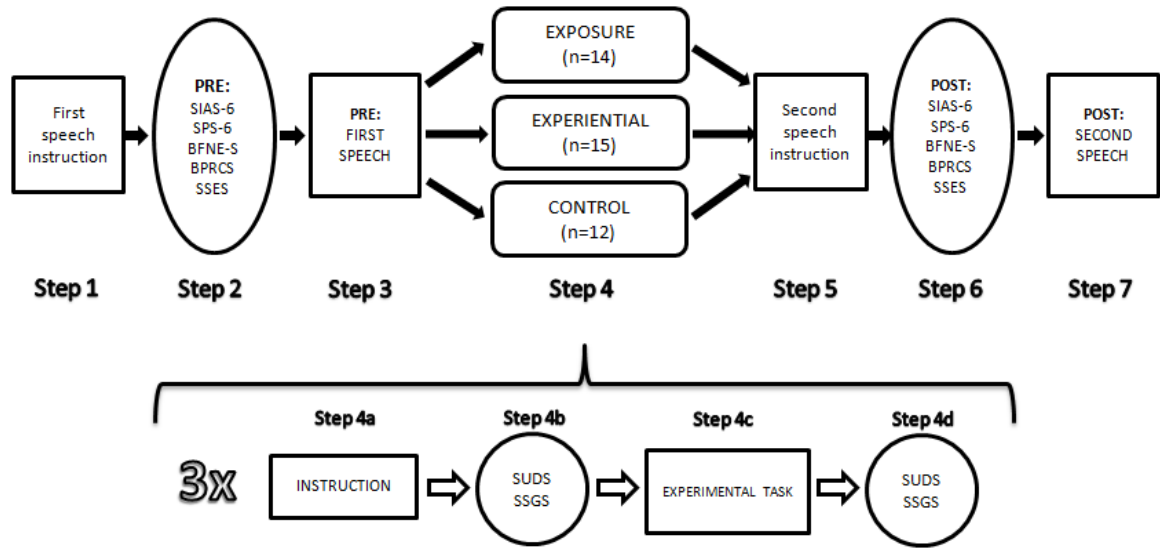 First
speech
instruction
PRE:
SIAS-6
SPS-6
BFNE-S
BPRCS
SSES
PRE:
FIRST
SPEECH
EXPOSURE
(n=14)
EXPERIENTIAL
(n=15)
CONTROL
(n=12)
Second
speech
instruction
POST:
SIAS-6
SPS-6
BFNE-S
BPRCS
SSES
POST:
SECOND
SPEECH
Step 1
Step 2
Step 3
Step 4
Step 5
Step 6
Step 7
Step 4a
Step 4b
Step 4c
Step 4d
3x
INSTRUCTION
SUDS
SSGS
EXPERIMENTAL TASK
SUDS
SSGS